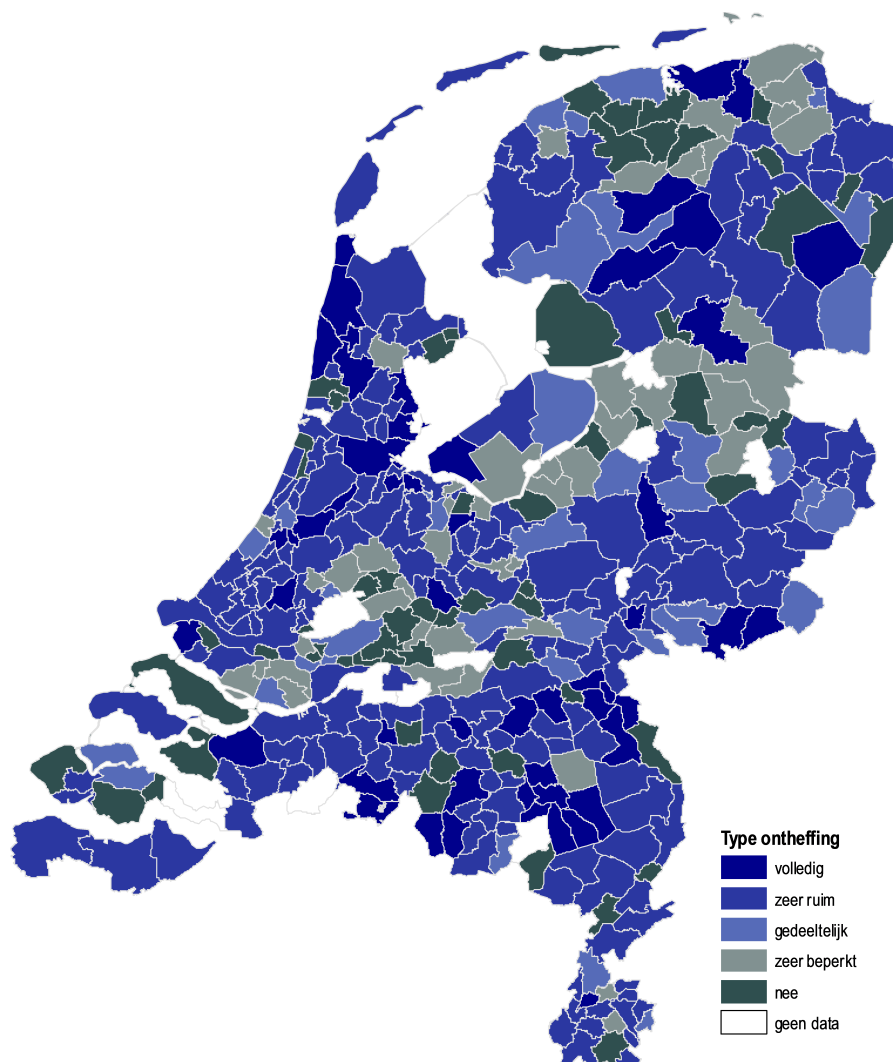 Type ontheffing
volledig
zeer ruim
gedeeltelijk
zeer beperkt
nee
geen data